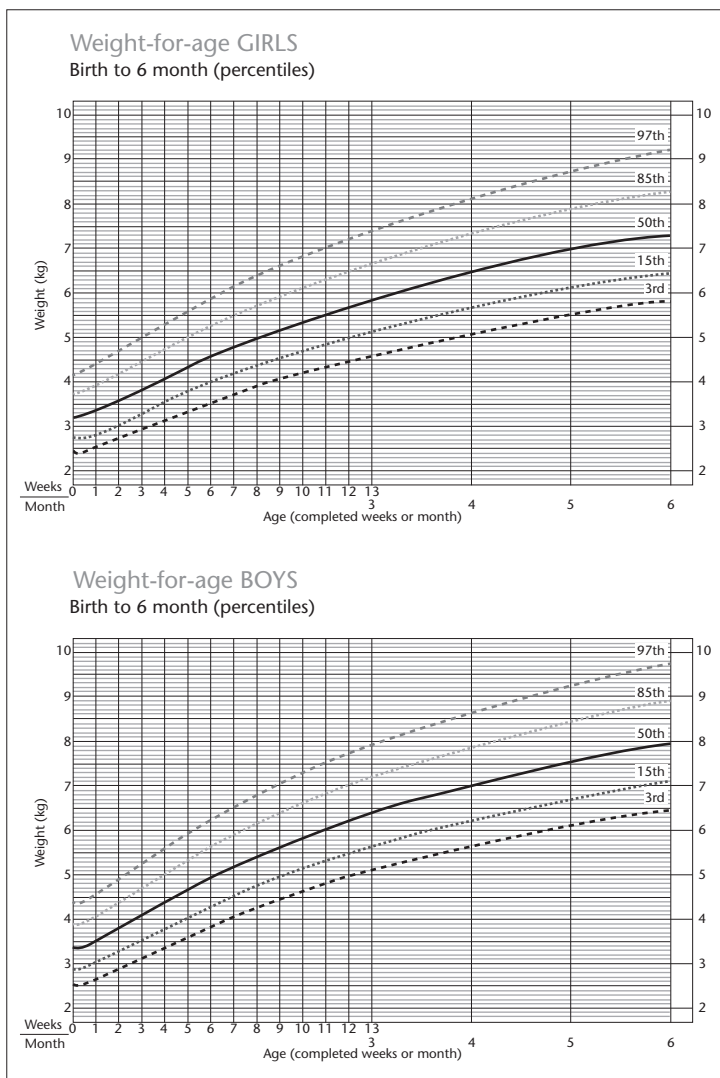 Weight-for-age GIRLS
Birth to 6 month (percentiles)
10 10
97th
9 9
85th
8 8
50th
7 7
15th
6 6
3rd
Weight (kg)
5 5
4 4
3 3
2 2
Weeks 0 1 2 3 4 5 6 7 8 9 10 11 12 13
Month 3 4 5 6
Age (completed weeks or month)
Weight-for-age BOYS
Birth to 6 month (percentiles)
10 10
97th
9 9
85th
50th
8 8
15th
7 7
3rd
6 6
Weight (kg)
5 5
4 4
3 3
2 2
Weeks 0 1 2 3 4 5 6 7 8 9 10 11 12 13
Month 3 4 5 6
Age (completed weeks or month)